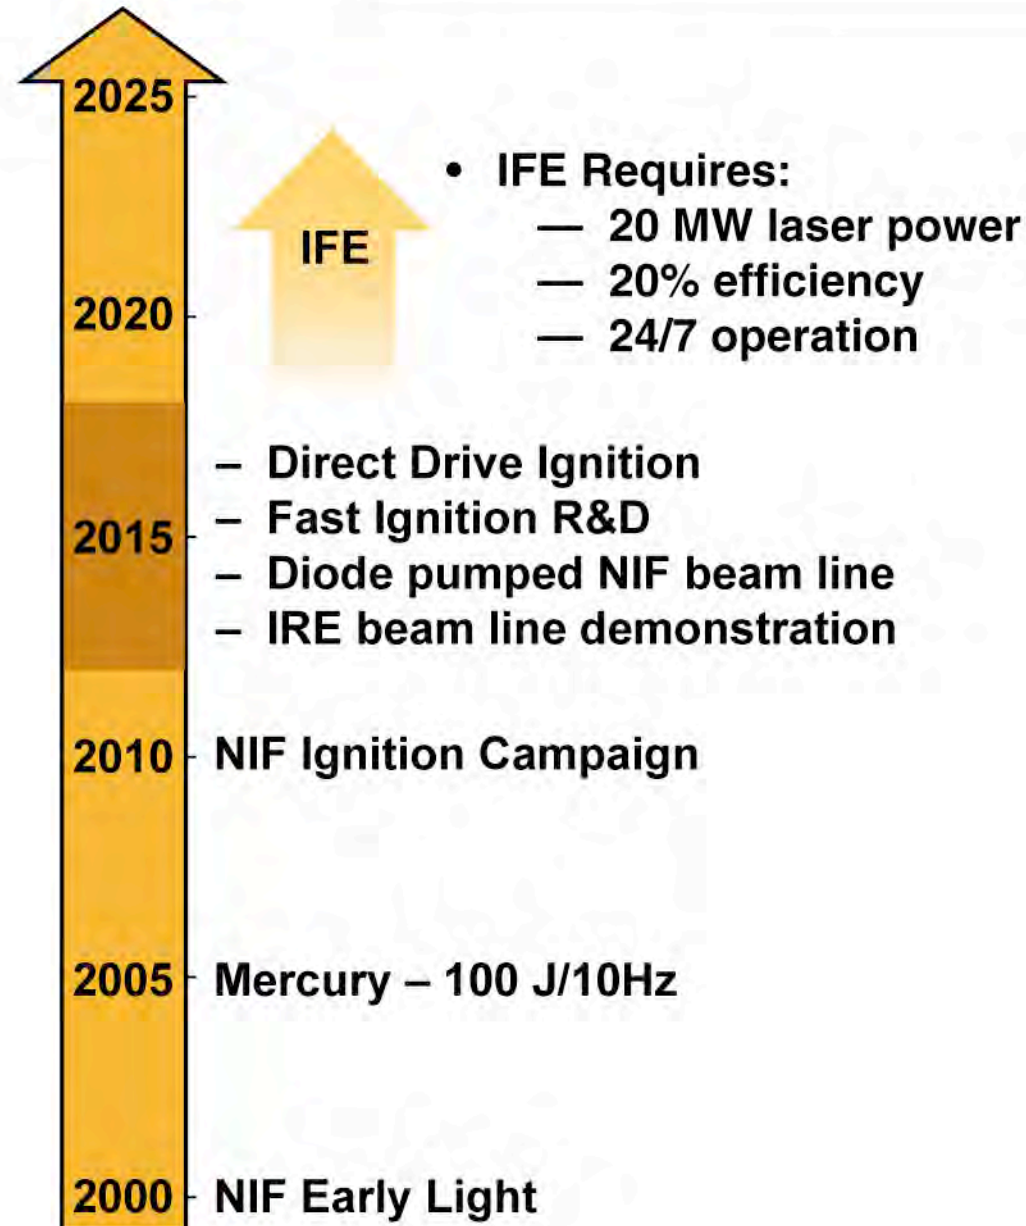 2025
• IFE Requires:
— 20 MW laser power
IFE
— 20% efficiency
2020
— 24/7 operation
– Direct Drive Ignition
– Fast Ignition R&D
2015
– Diode pumped NIF beam line
– IRE beam line demonstration
2010 NIF Ignition Campaign
2005 Mercury – 100 J/10Hz
2000 NIF Early Light